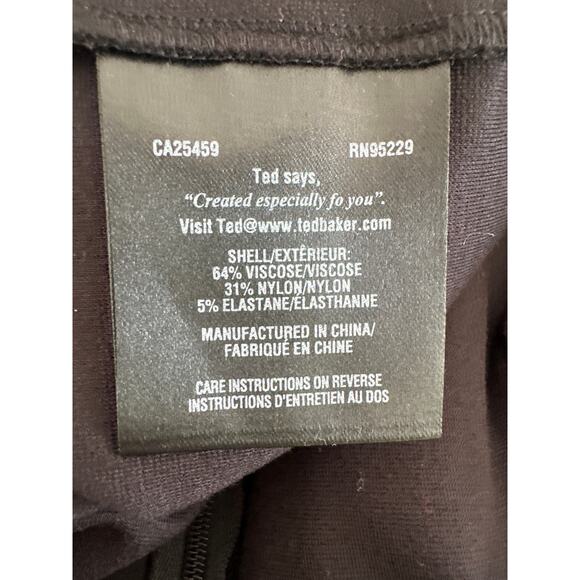 CA25459 RN95229
Ted says,
“Created especially fo you”.
Visit Ted@www.tedbaker.com
SHELL/EXTÊRIEUR:
64% VISCOSE/VISCOSE
31% NYLON/NYLON
5% ELASTANE/ÉLASTHANNE
MANUFACTURED IN CHINA/
FABRIQUÉ EN CHINE
CARE INSTRUCTIONS ON REVERSE
INSTRUCTIONS D'ENTRETIEN AU DOS